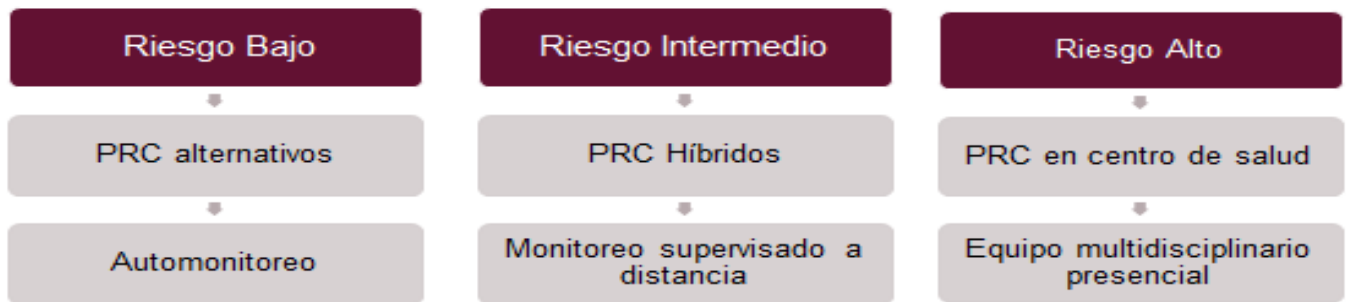 Riesgo Bajo
PRC alternativos
Automonitoreo
Riesgo Intermedio
PRC Híbridos
Monitoreo supervisado a
distancia
Riesgo Alto
PRC en centro de salud
Equipo multidisciplinario
presencial